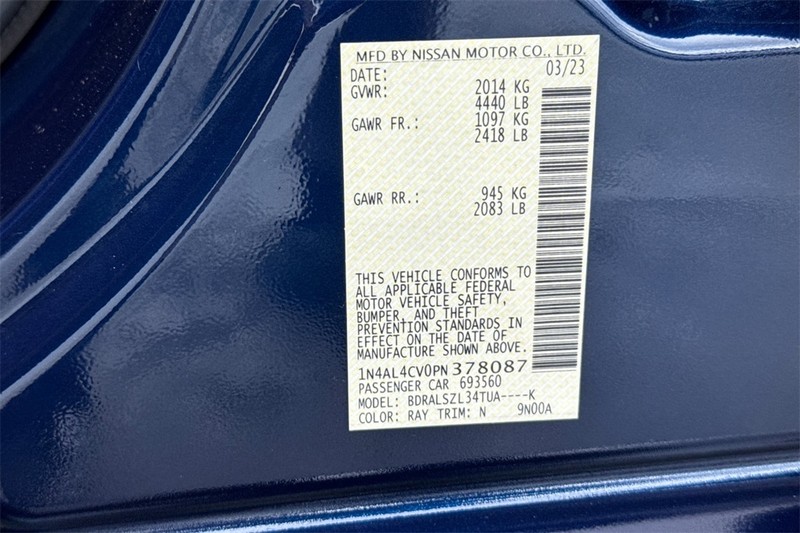 MFD BY NISSAN MOTOR CO., LTD.
DATE: 03/23
GVWR: 2014 KG
4440 LB
GAWR FR.: 1097 KG
2418 LB
GAWR RR.: 945 KG
2083 LB
THIS VEHICLE CONFORMS TO
ALL APPLICABLE FEDERAL
MOTOR VEHICLE SAFETY,
BUMPER, AND THEFT
PREVENTION STANDARDS IN
EFFECT ON THE DATE OF
MANUFACTURE SHOWN ABOVE.
1N4AL4CV0PN378087
PASSENGER CAR 693560
MODEL: BDRALSZL34TUA----K
COLOR: RAY TRIM: N 9N00A